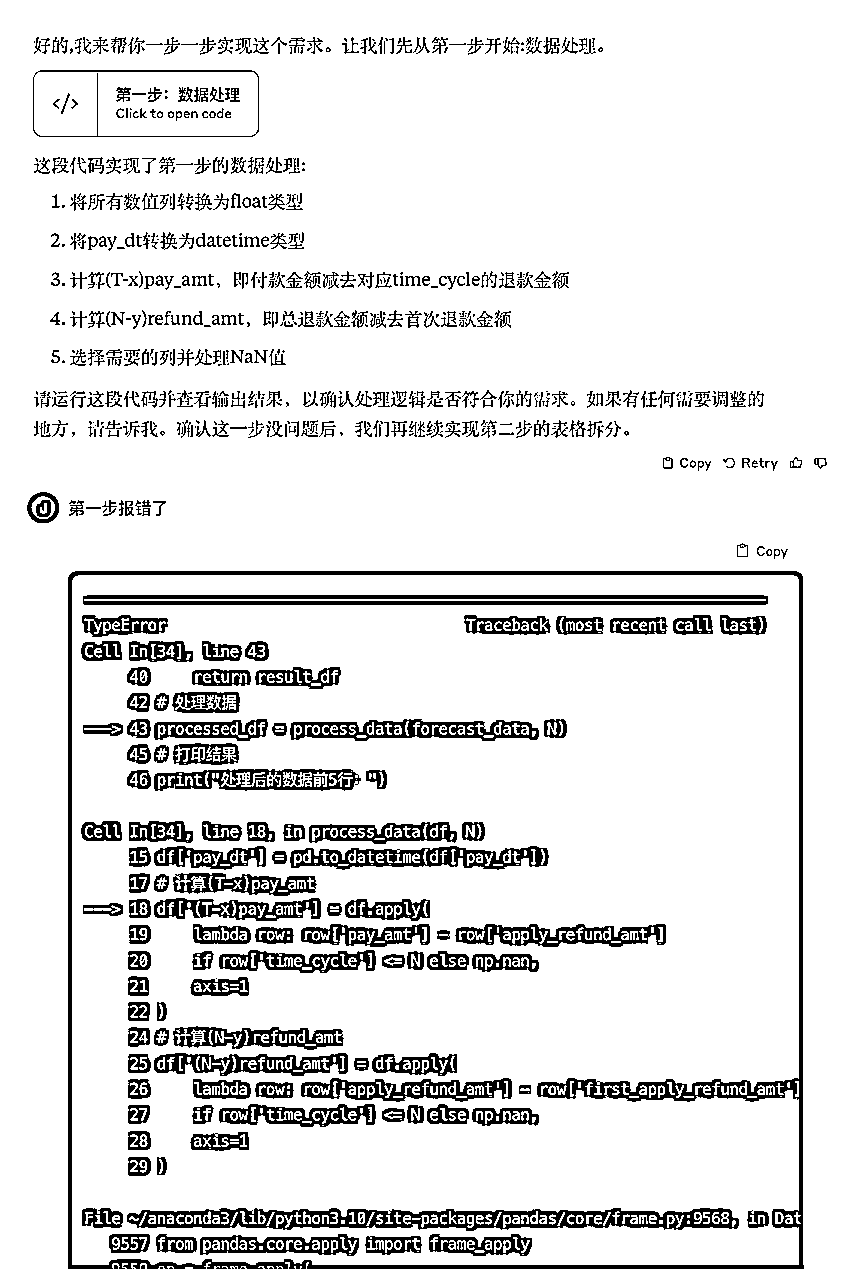 好的,我来帮你一步一步实现这个需求。让我们先从第一步开始:数据处理。
</> 第一步：数据处理
Click to open code
这段代码实现了第一步的数据处理:
1. 将所有数值列转换为float类型
2. 将pay_dt转换为datetime类型
3. 计算(T-x)pay_amt，即付款金额减去对应time_cycle的退款金额
4. 计算(N-y)refund_amt，即总退款金额减去首次退款金额
5. 选择需要的列并处理NaN值
请运行这段代码并查看输出结果，以确认处理逻辑是否符合你的需求。如果有任何需要调整的
地方，请告诉我。确认这一步没问题后，我们再继续实现第二步的表格拆分。
Copy Retry
第一步报错了
Copy
TypeError Traceback (most recent call last)
Cell In[34], line 43
40 return result_df
42 # 处理数据
---> 43 processed_df = process_data(forecast_data, N)
45 # 打印结果
46 print("处理后的数据前5行：")
Cell In[34], line 18, in process_data(df, N)
15 df['pay_dt'] = pd.to_datetime(df['pay_dt'])
17 # 计算(T-x)pay_amt
---> 18 df['(T-x)pay_amt'] = df.apply(
19 lambda row: row['pay_amt'] - row['apply_refund_amt']
20 if row['time_cycle'] <= N else np.nan,
21 axis=1
22 )
24 # 计算(N-y)refund_amt
25 df['(N-y)refund_amt'] = df.apply(
26 lambda row: row['apply_refund_amt'] - row['first_apply_refund_amt']
27 if row['time_cycle'] <= N else np.nan,
28 axis=1
29 )
File ~/anaconda3/lib/python3.10/site-packages/pandas/core/frame.py:9568, in Dat
9557 from pandas.core.apply import frame_apply
9559 op = frame_apply(